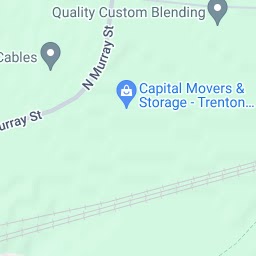 Quality Custom Blending
Cables
N Murray St
Capital Movers &
Storage - Trenton...
urray St